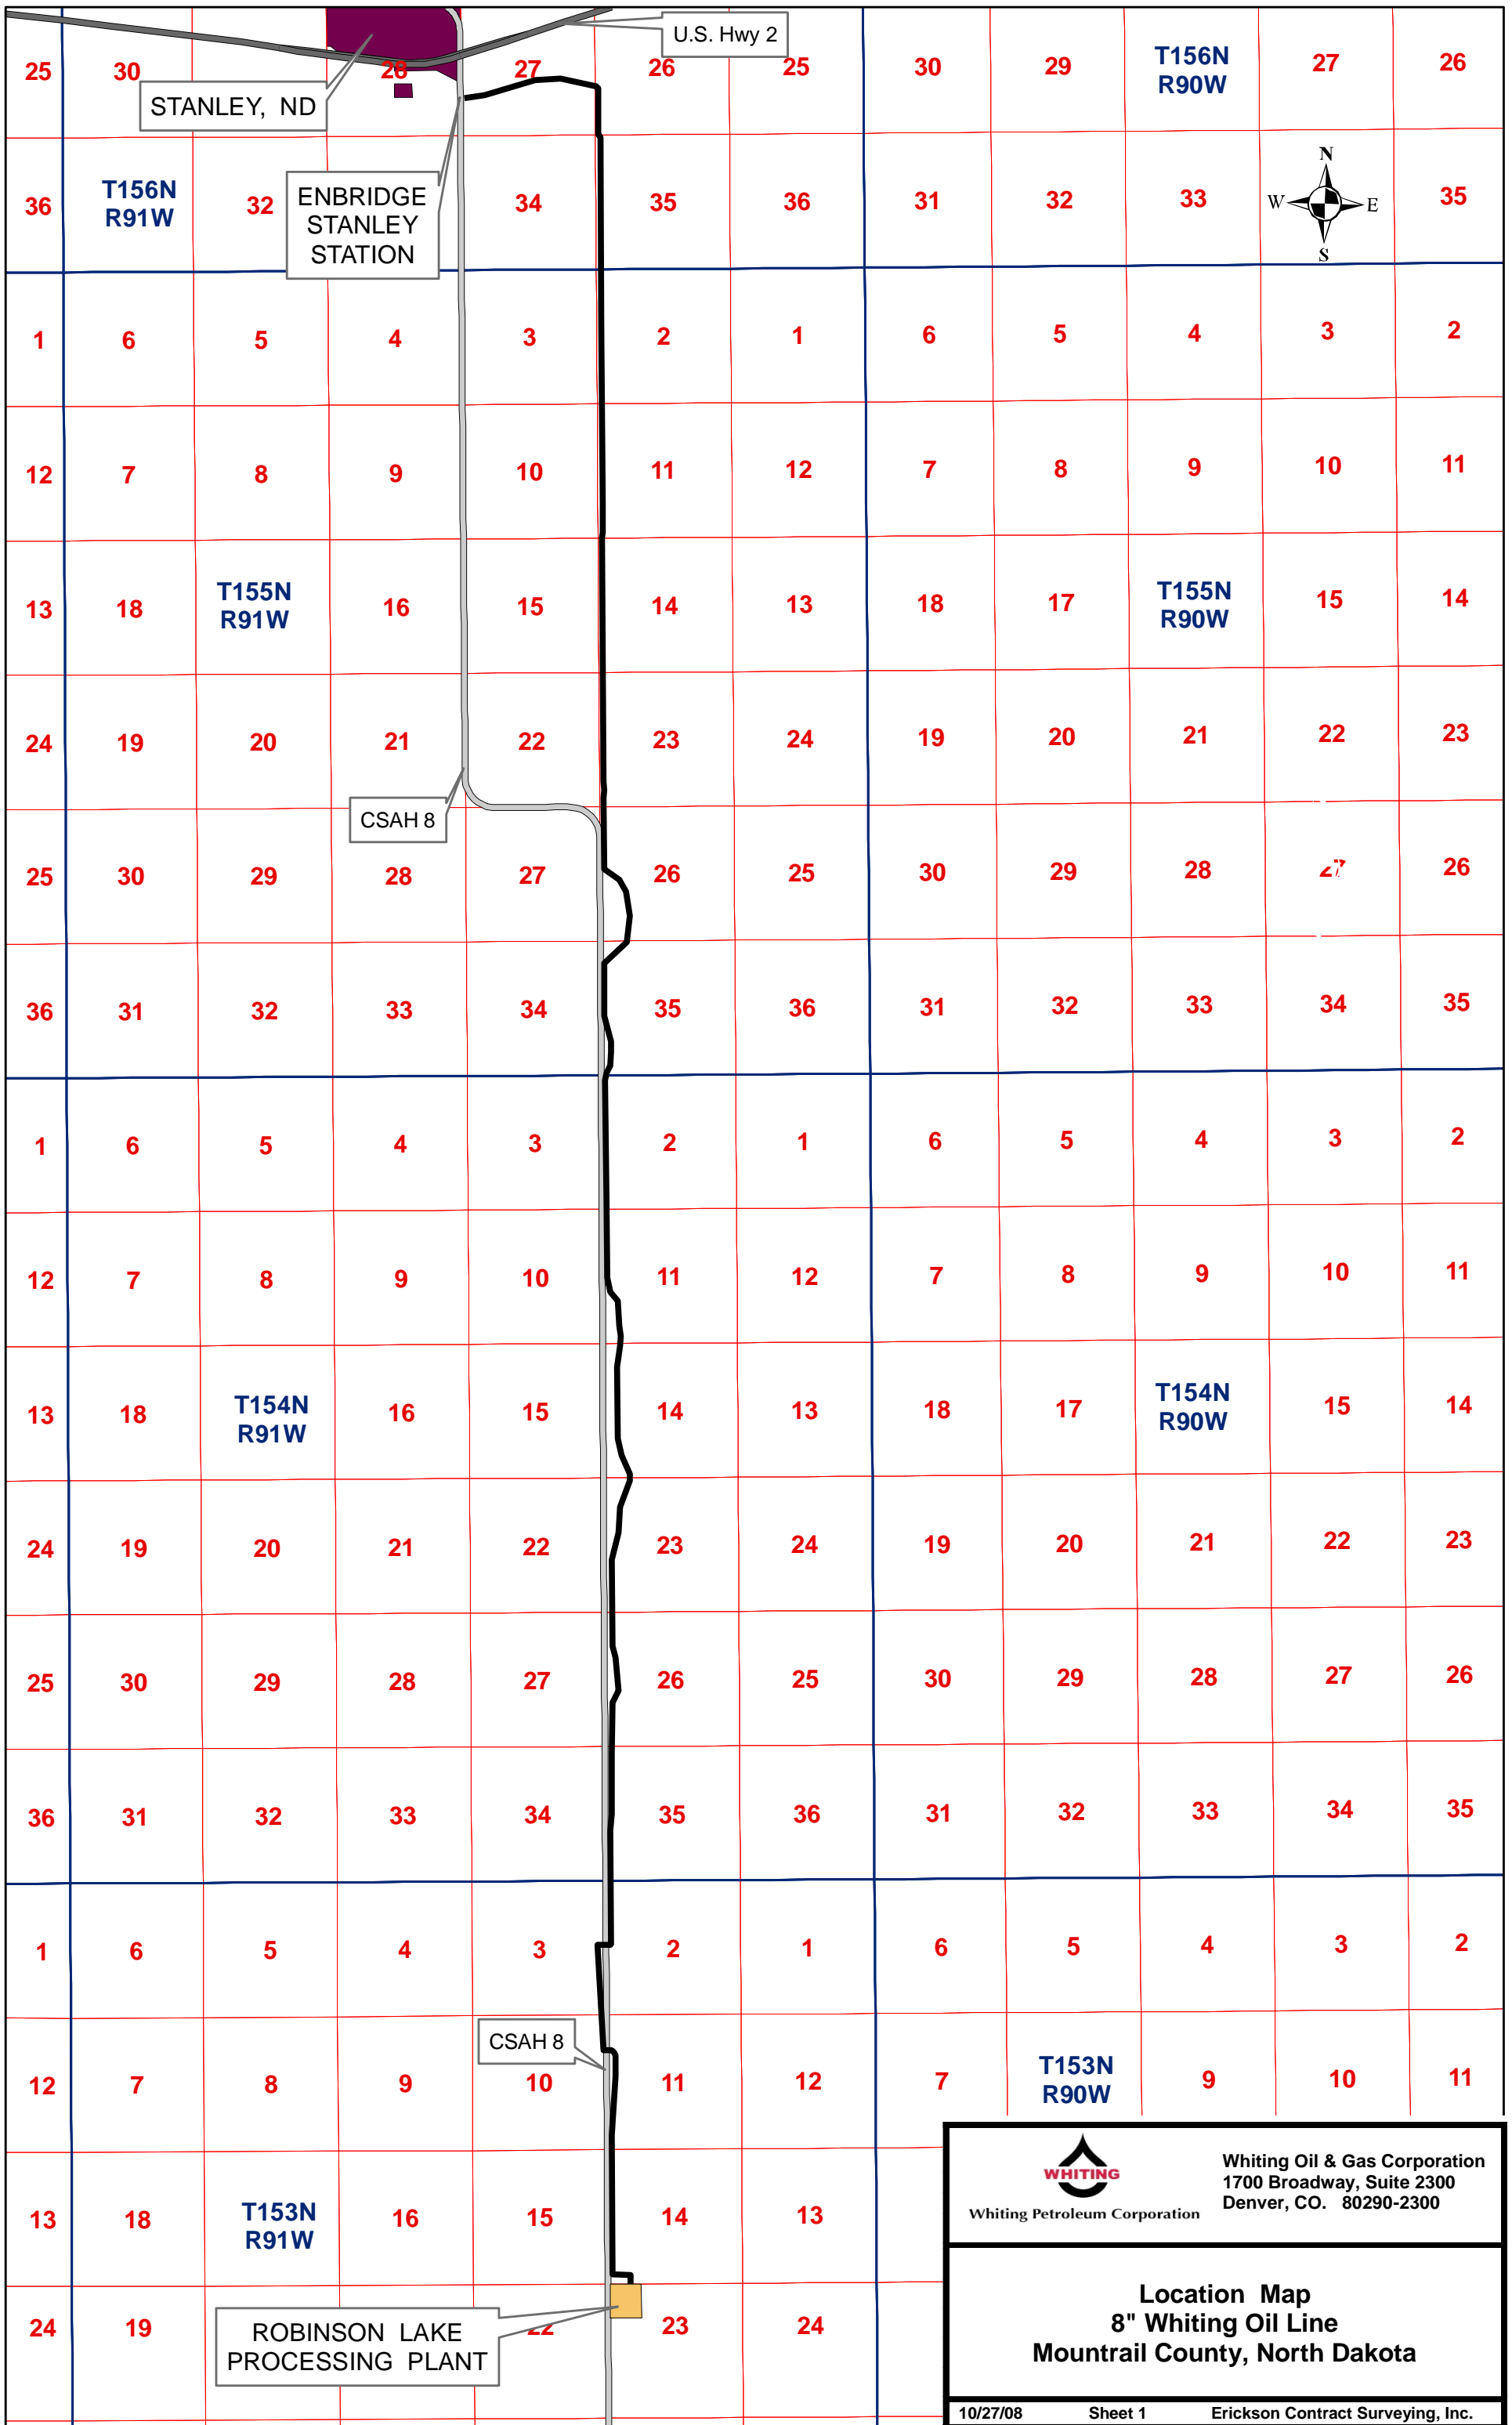 U.S. Hwy 2
25 30 28 27 26 25 30 29 T156N 27 26
R90W
STANLEY, ND
36 T156N 32 ENBRIDGE 34 35 36 31 32 33 N 35
R91W STANLEY W E
STATION S
1 6 5 4 3 2 1 6 5 4 3 2
12 7 8 9 10 11 12 7 8 9 10 11
13 18 T155N 16 15 14 13 18 17 T155N 15 14
R91W R90W
24 19 20 21 22 23 24 19 20 21 22 23
CSAH 8
25 30 29 28 27 26 25 30 29 28 27 26
36 31 32 33 34 35 36 31 32 33 34 35
1 6 5 4 3 2 1 6 5 4 3 2
12 7 8 9 10 11 12 7 8 9 10 11
13 18 T154N 16 15 14 13 18 17 T154N 15 14
R91W R90W
24 19 20 21 22 23 24 19 20 21 22 23
25 30 29 28 27 26 25 30 29 28 27 26
36 31 32 33 34 35 36 31 32 33 34 35
1 6 5 4 3 2 1 6 5 4 3 2
CSAH 8
12 7 8 9 10 11 12 7 T153N 9 10 11
R90W
13 18 T153N 16 15 14 13
R91W
24 19 22 23 24
ROBINSON LAKE
PROCESSING PLANT
WHITING
Whiting Petroleum Corporation
Whiting Oil & Gas Corporation
1700 Broadway, Suite 2300
Denver, CO. 80290-2300
Location Map
8" Whiting Oil Line
Mountrail County, North Dakota
10/27/08 Sheet 1 Erickson Contract Surveying, Inc.